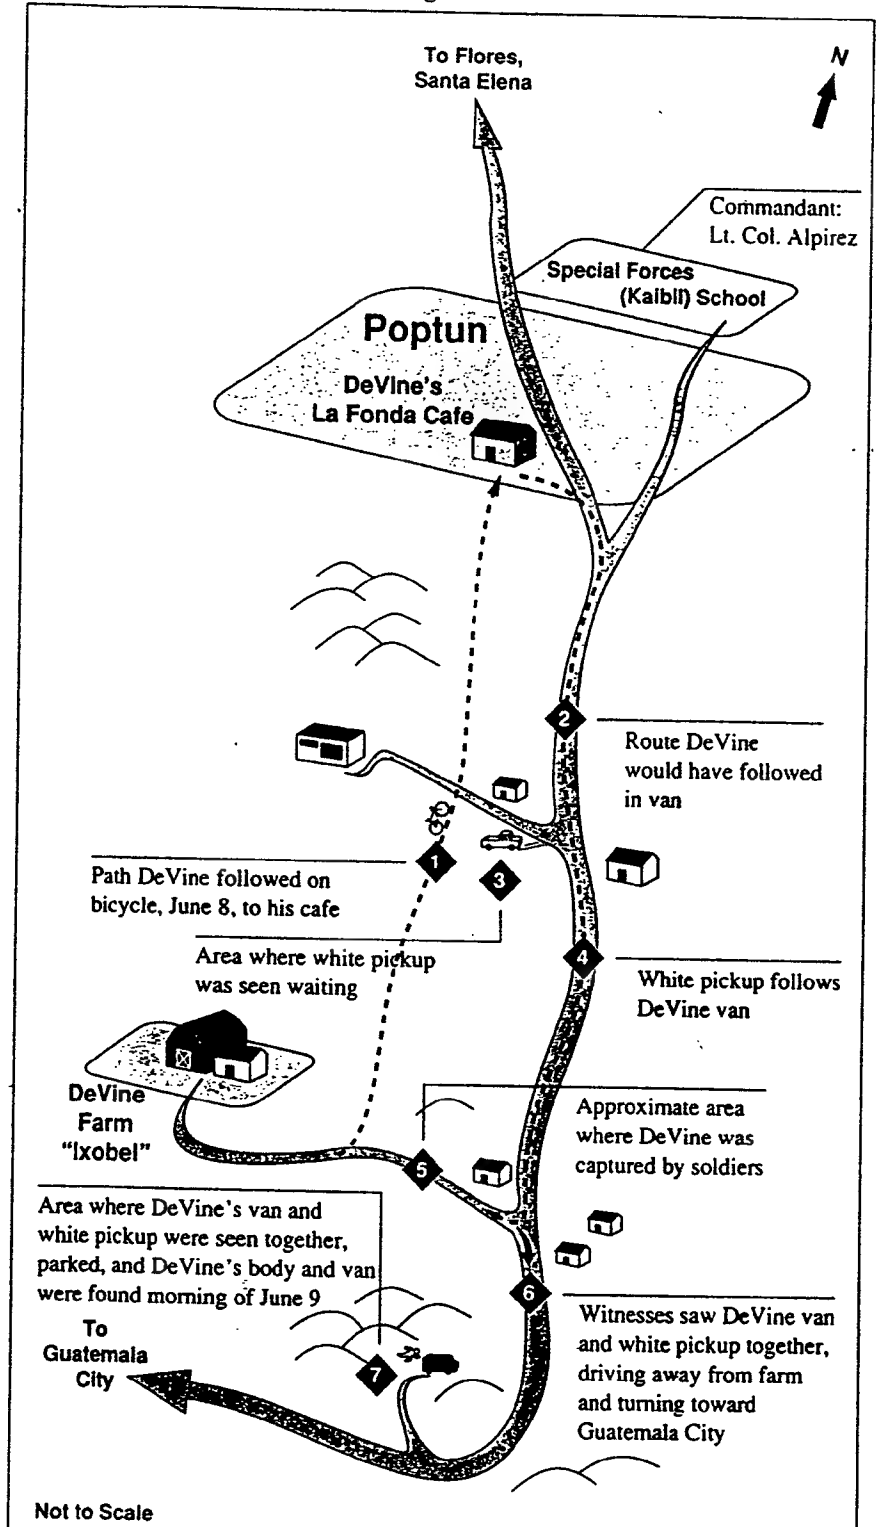 To Flores,
Santa Elena
N
Commandant:
Lt. Col. Alpirez
Special Forces
(Kaibil) School
Poptun
DeVine's
La Fonda Cafe
2
Route DeVine
would have followed
in van
1
Path DeVine followed on
bicycle, June 8, to his cafe
3
Area where white pickup
was seen waiting
4
White pickup follows
DeVine van
DeVine
Farm
"Ixobel"
Approximate area
where DeVine was
captured by soldiers
5
Area where DeVine's van and
white pickup were seen together,
parked, and DeVine's body and van
were found morning of June 9
6
Witnesses saw DeVine van
and white pickup together,
driving away from farm
and turning toward
Guatemala City
To
Guatemala
City
7
Not to Scale